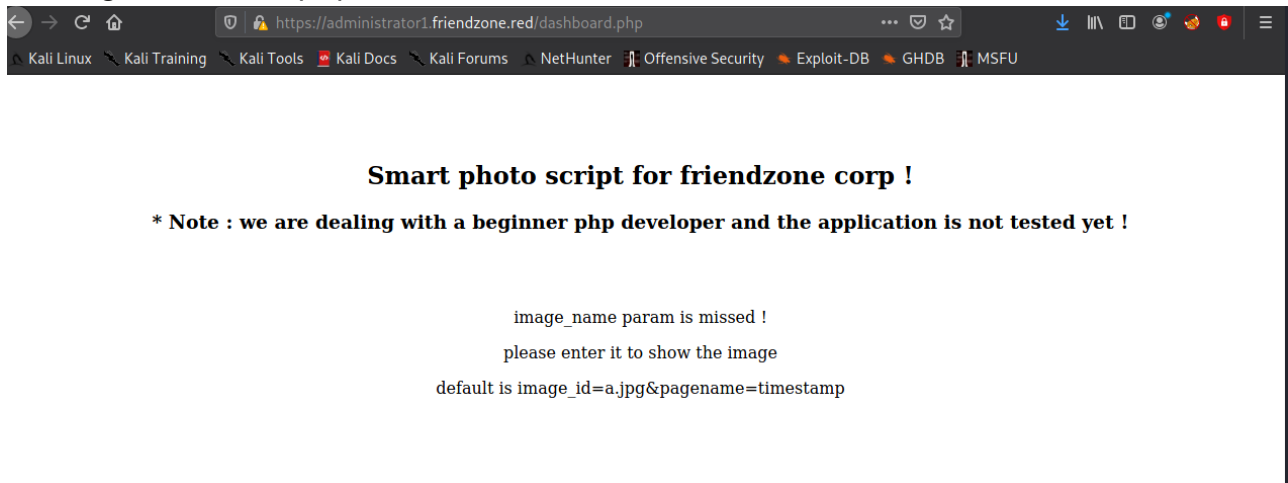 https://administrator1.friendzone.red/dashboard.php
Kali Linux Kali Training Kali Tools Kali Docs Kali Forums NetHunter Offensive Security Exploit-DB GHDB MSFU
Smart photo script for friendzone corp !
* Note : we are dealing with a beginner php developer and the application is not tested yet !
image_name param is missed !
please enter it to show the image
default is image_id=a.jpg&pagename=timestamp